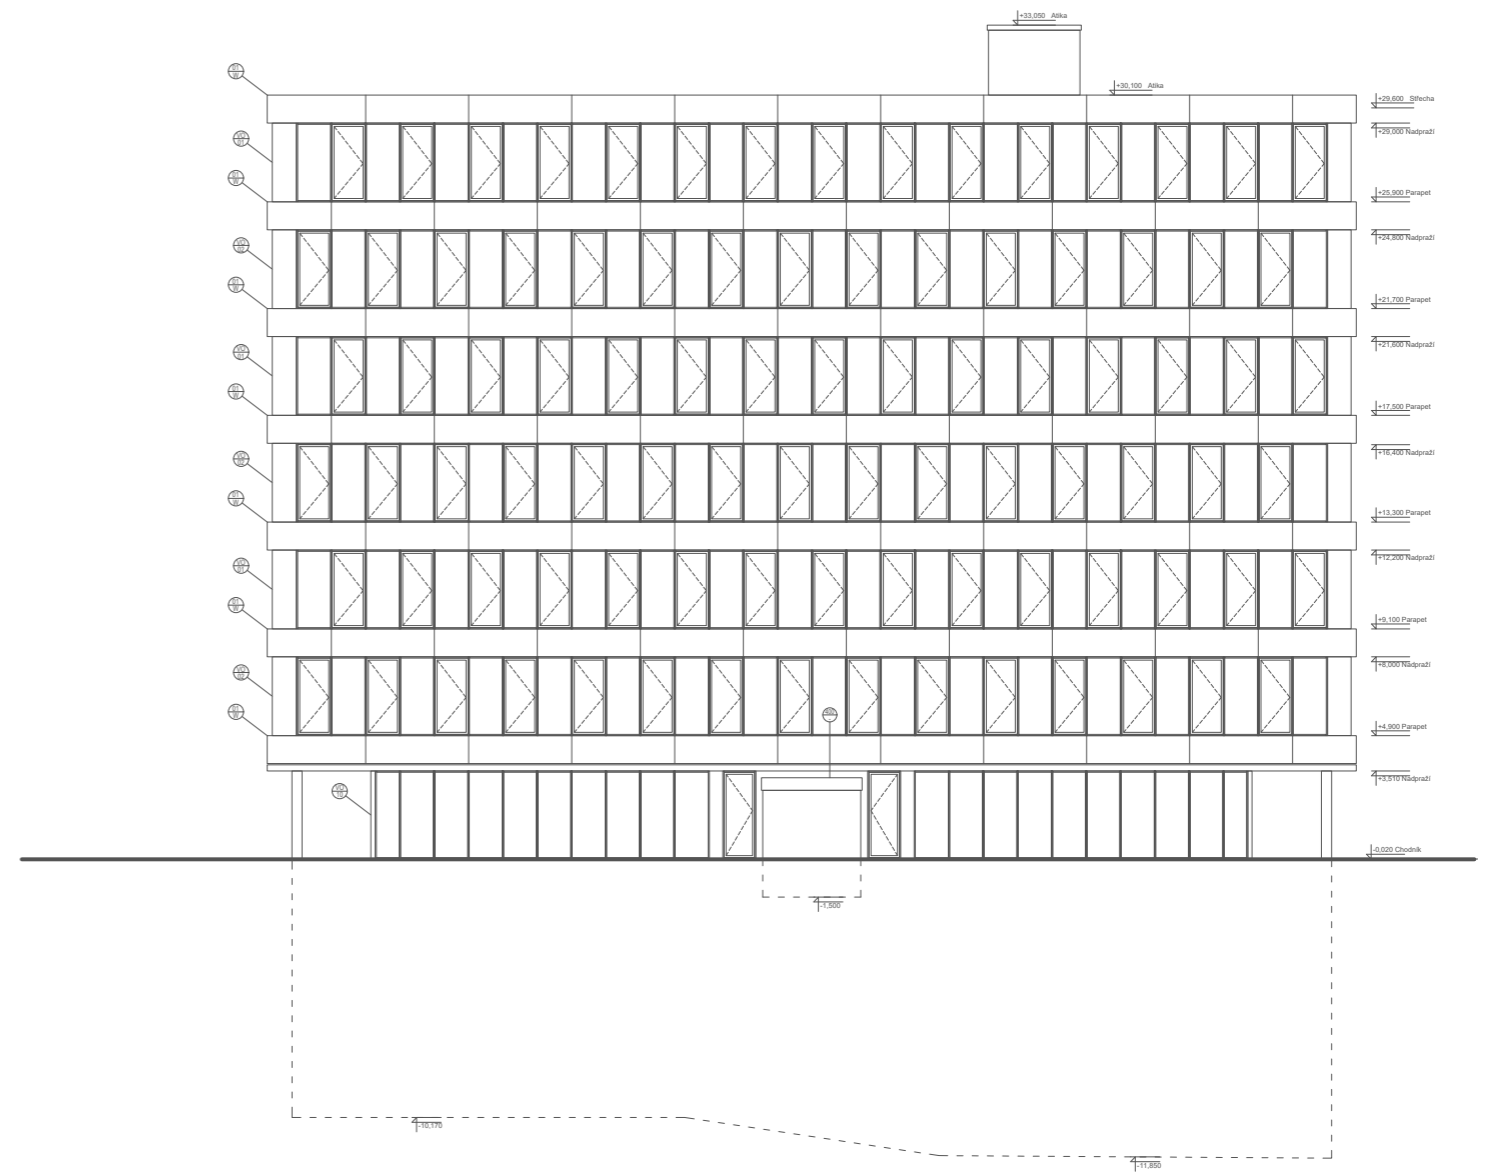 +33,050 Atika
+30,100 Atika
+29,600 Střecha
+29,000 Nadpraží
+25,900 Parapet
+24,800 Nadpraží
+21,700 Parapet
+21,600 Nadpraží
+17,500 Parapet
+16,400 Nadpraží
+13,300 Parapet
+12,200 Nadpraží
+9,100 Parapet
+8,000 Nadpraží
+4,900 Parapet
+3,510 Nadpraží
-0,020 Chodník
-1,500
-10,170
-11,850